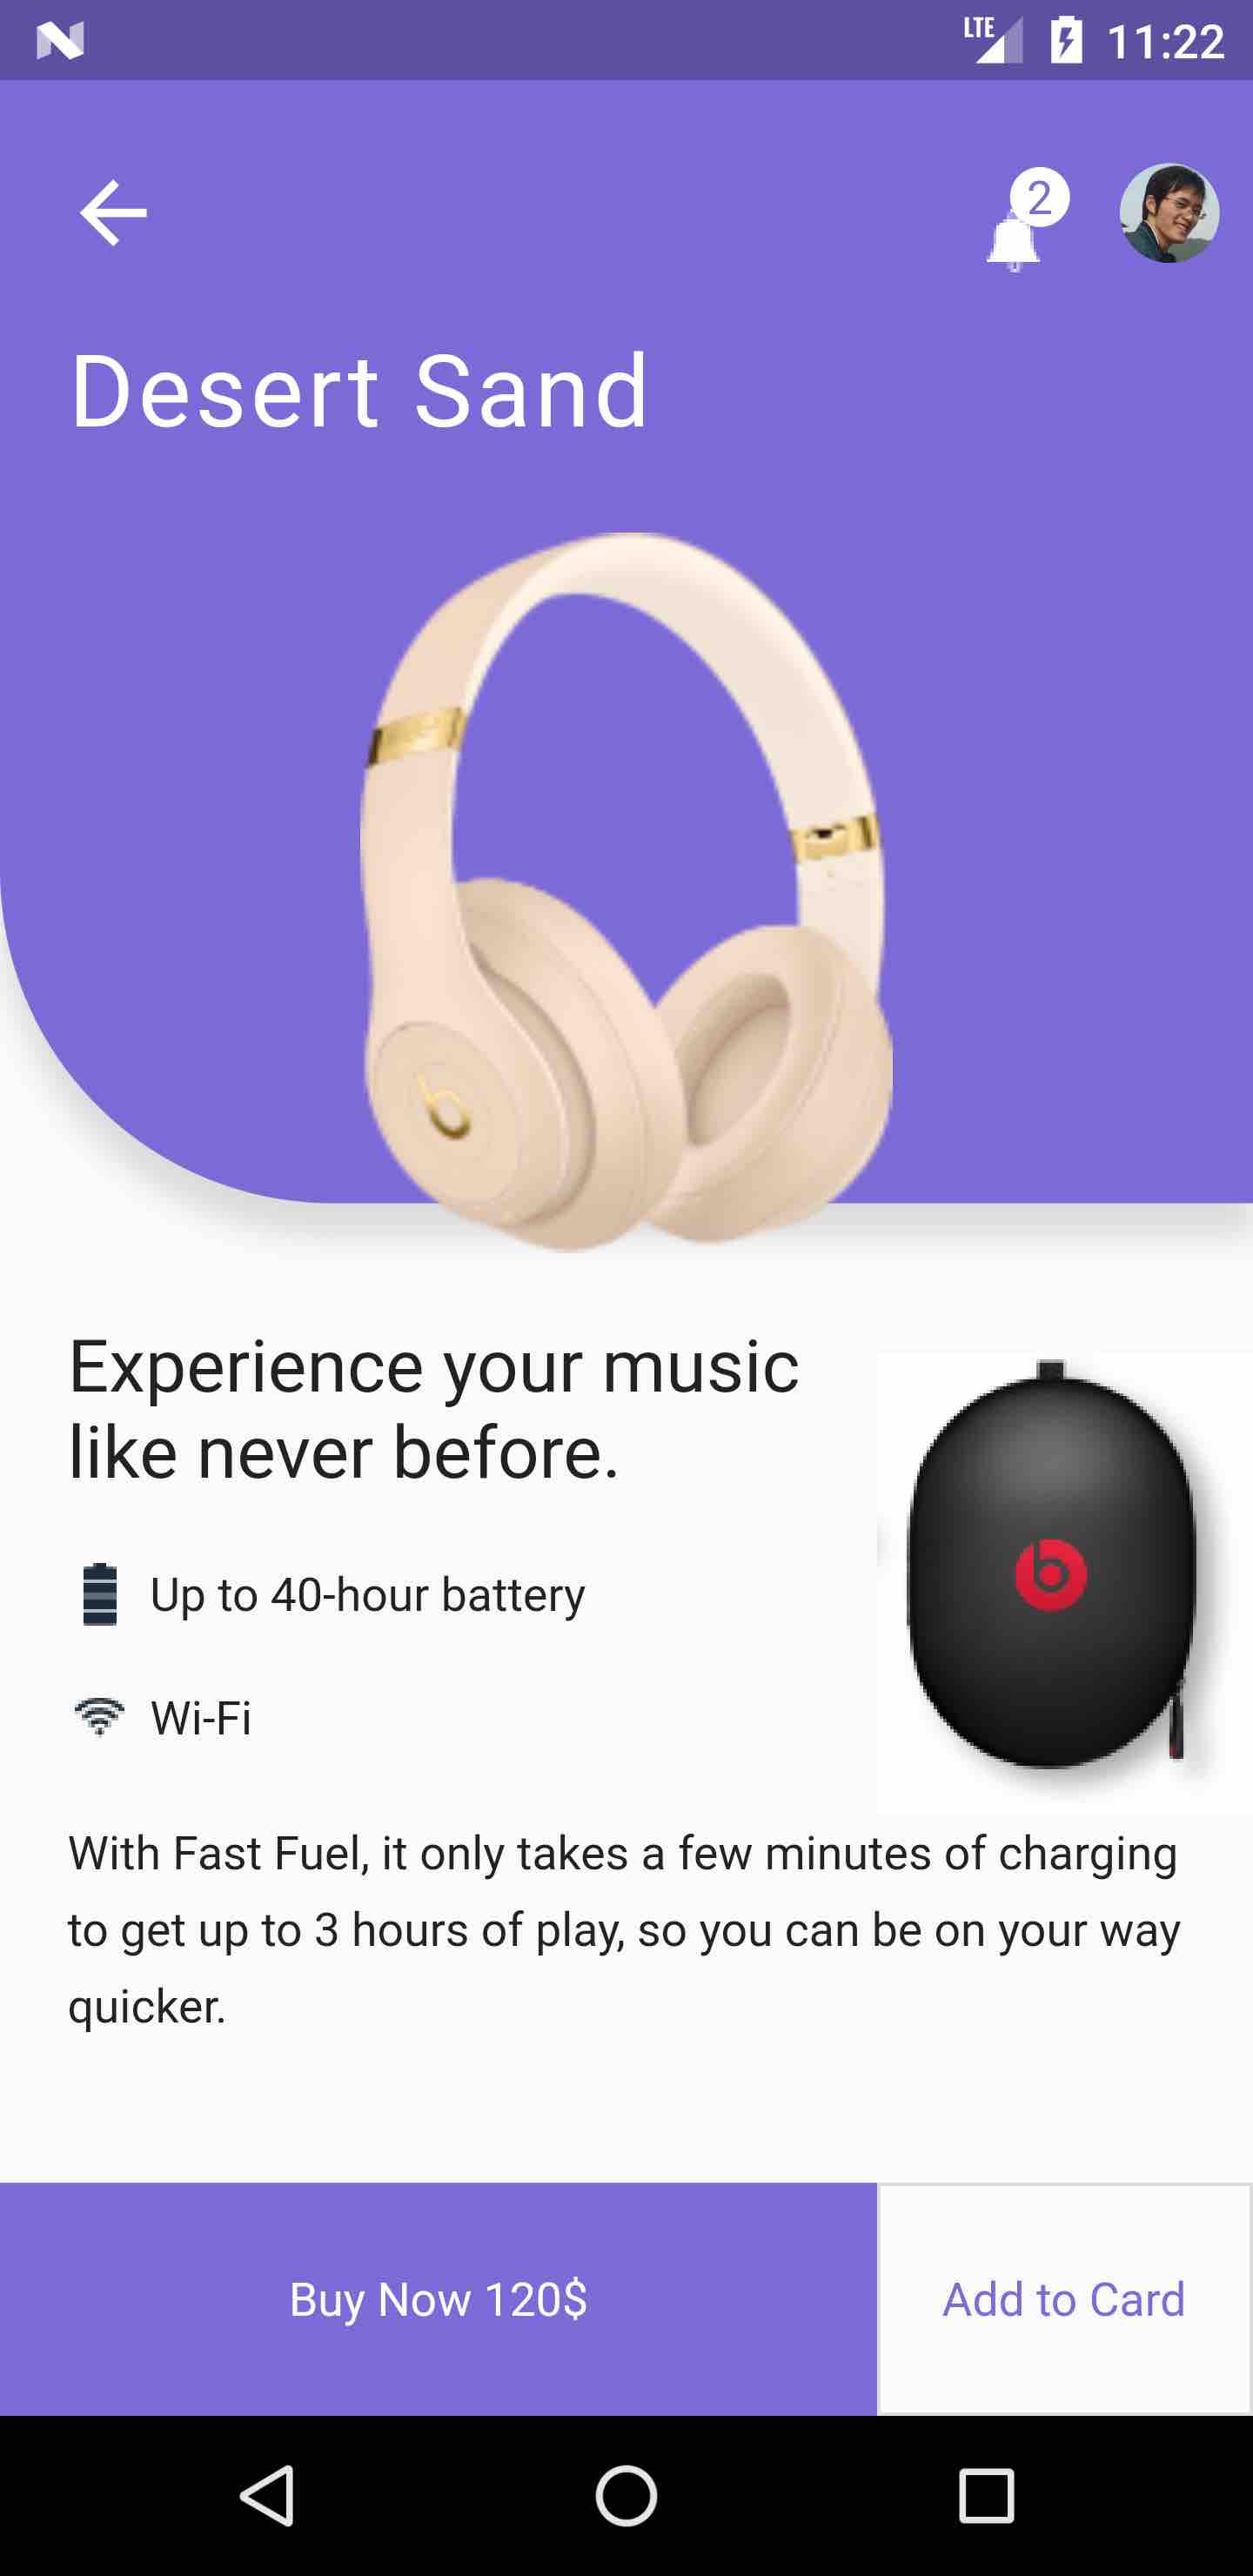 LTE 11:22
2
Desert Sand
Experience your music
like never before.
Up to 40-hour battery
Wi-Fi
With Fast Fuel, it only takes a few minutes of charging
to get up to 3 hours of play, so you can be on your way
quicker.
Buy Now 120$ Add to Card